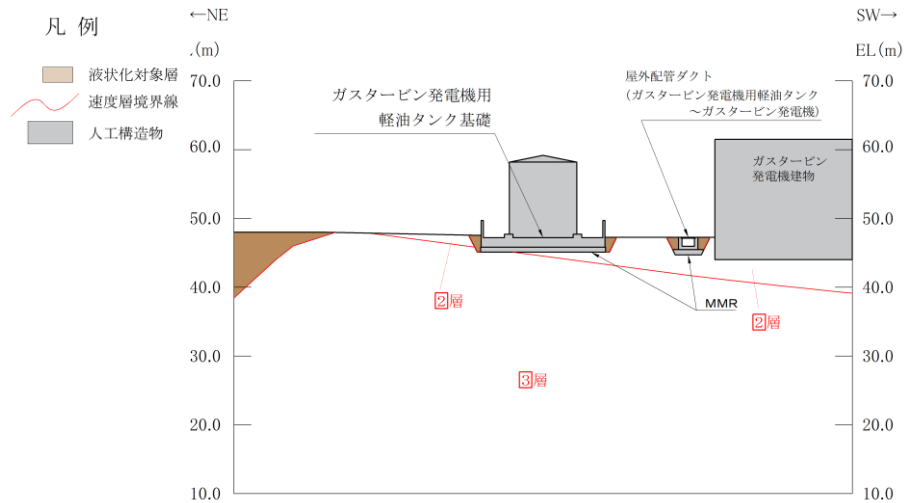 凡 例
液状化対象層
速度層境界線
人工構造物
←NE
SW→
.(m)
EL(m)
70.0
60.0
50.0
40.0
30.0
20.0
10.0
ガスタービン発電機用
軽油タンク基礎
屋外配管ダクト
(ガスタービン発電機用軽油タンク
～ガスタービン発電機)
ガスタービン
発電機建物
②層
MMR
②層
③層
70.0
60.0
50.0
40.0
30.0
20.0
10.0